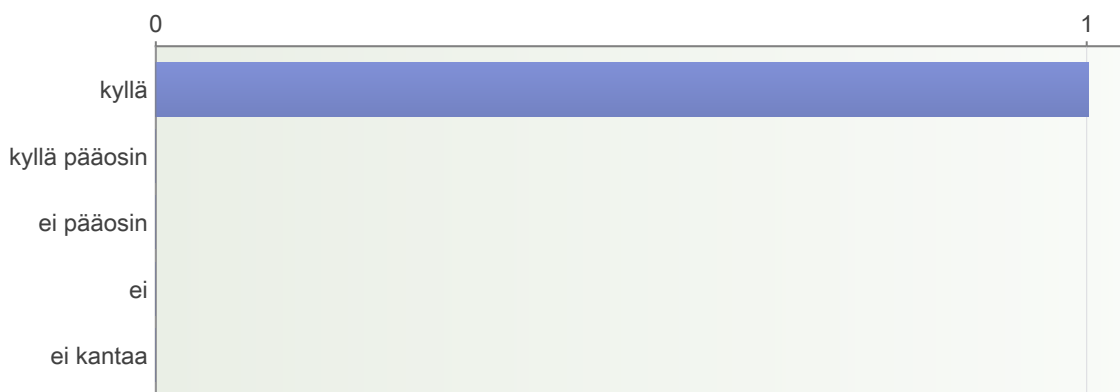 0 1
kyllä
kyllä pääosin
ei pääosin
ei
ei kantaa